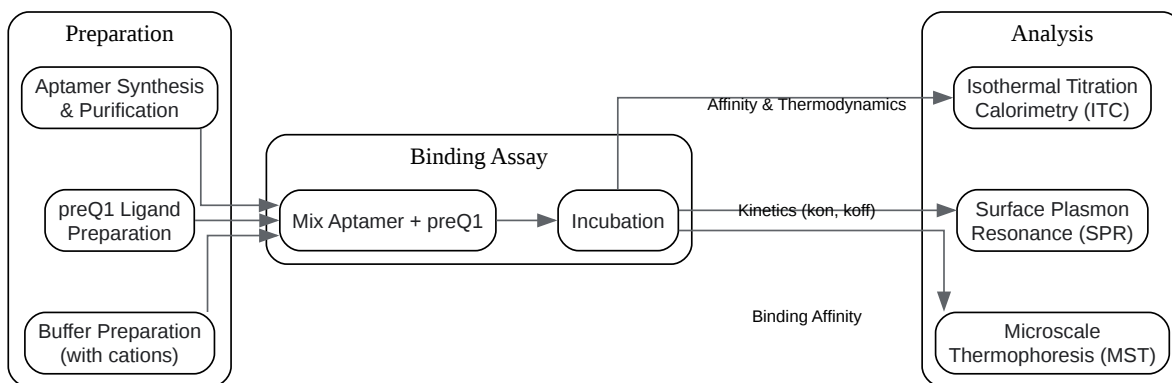 Preparation
Aptamer Synthesis
& Purification
preQ1 Ligand
Preparation
Buffer Preparation
(with cations)
Binding Assay
Mix Aptamer + preQ1
Incubation
Affinity & Thermodynamics
Kinetics (kon, koff)
Binding Affinity
Analysis
Isothermal Titration
Calorimetry (ITC)
Surface Plasmon
Resonance (SPR)
Microscale
Thermophoresis (MST)